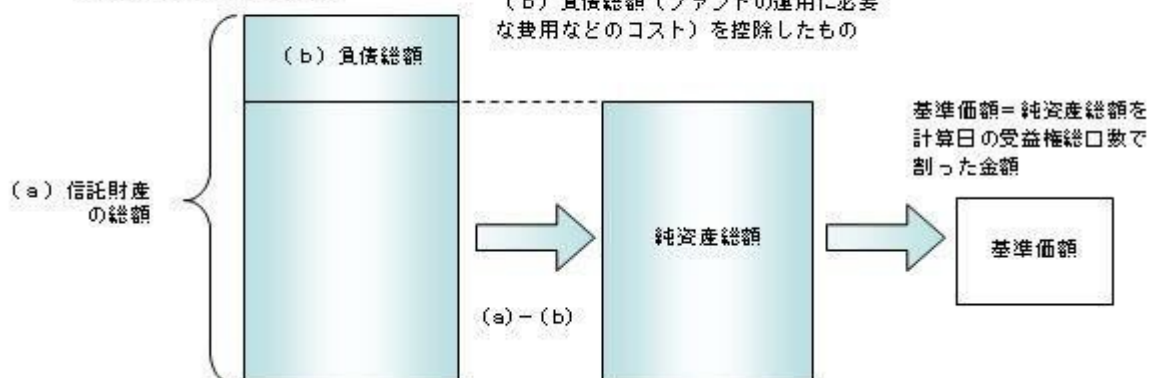 （b）負債総額（ファンドの運用に必要
な費用などのコスト）を控除したもの
（b）負債総額
基準価額＝純資産総額を
計算日の受益権総口数で
割った金額
（a）信託財産
の総額
純資産総額
基準価額
（a）－（b）